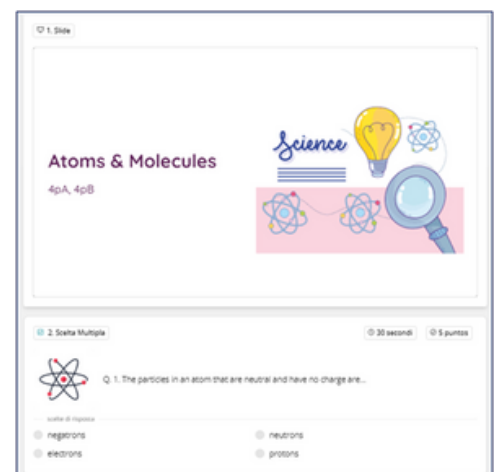 1. Slide
Science
Atoms & Molecules
4pA, 4pB
2. Scelta Multipla
30 secondi
5 puntos
Q. 1. The particles in an atom that are neutral and have no charge are...
scelte di risposta
negatrons
neutrons
electrons
protons